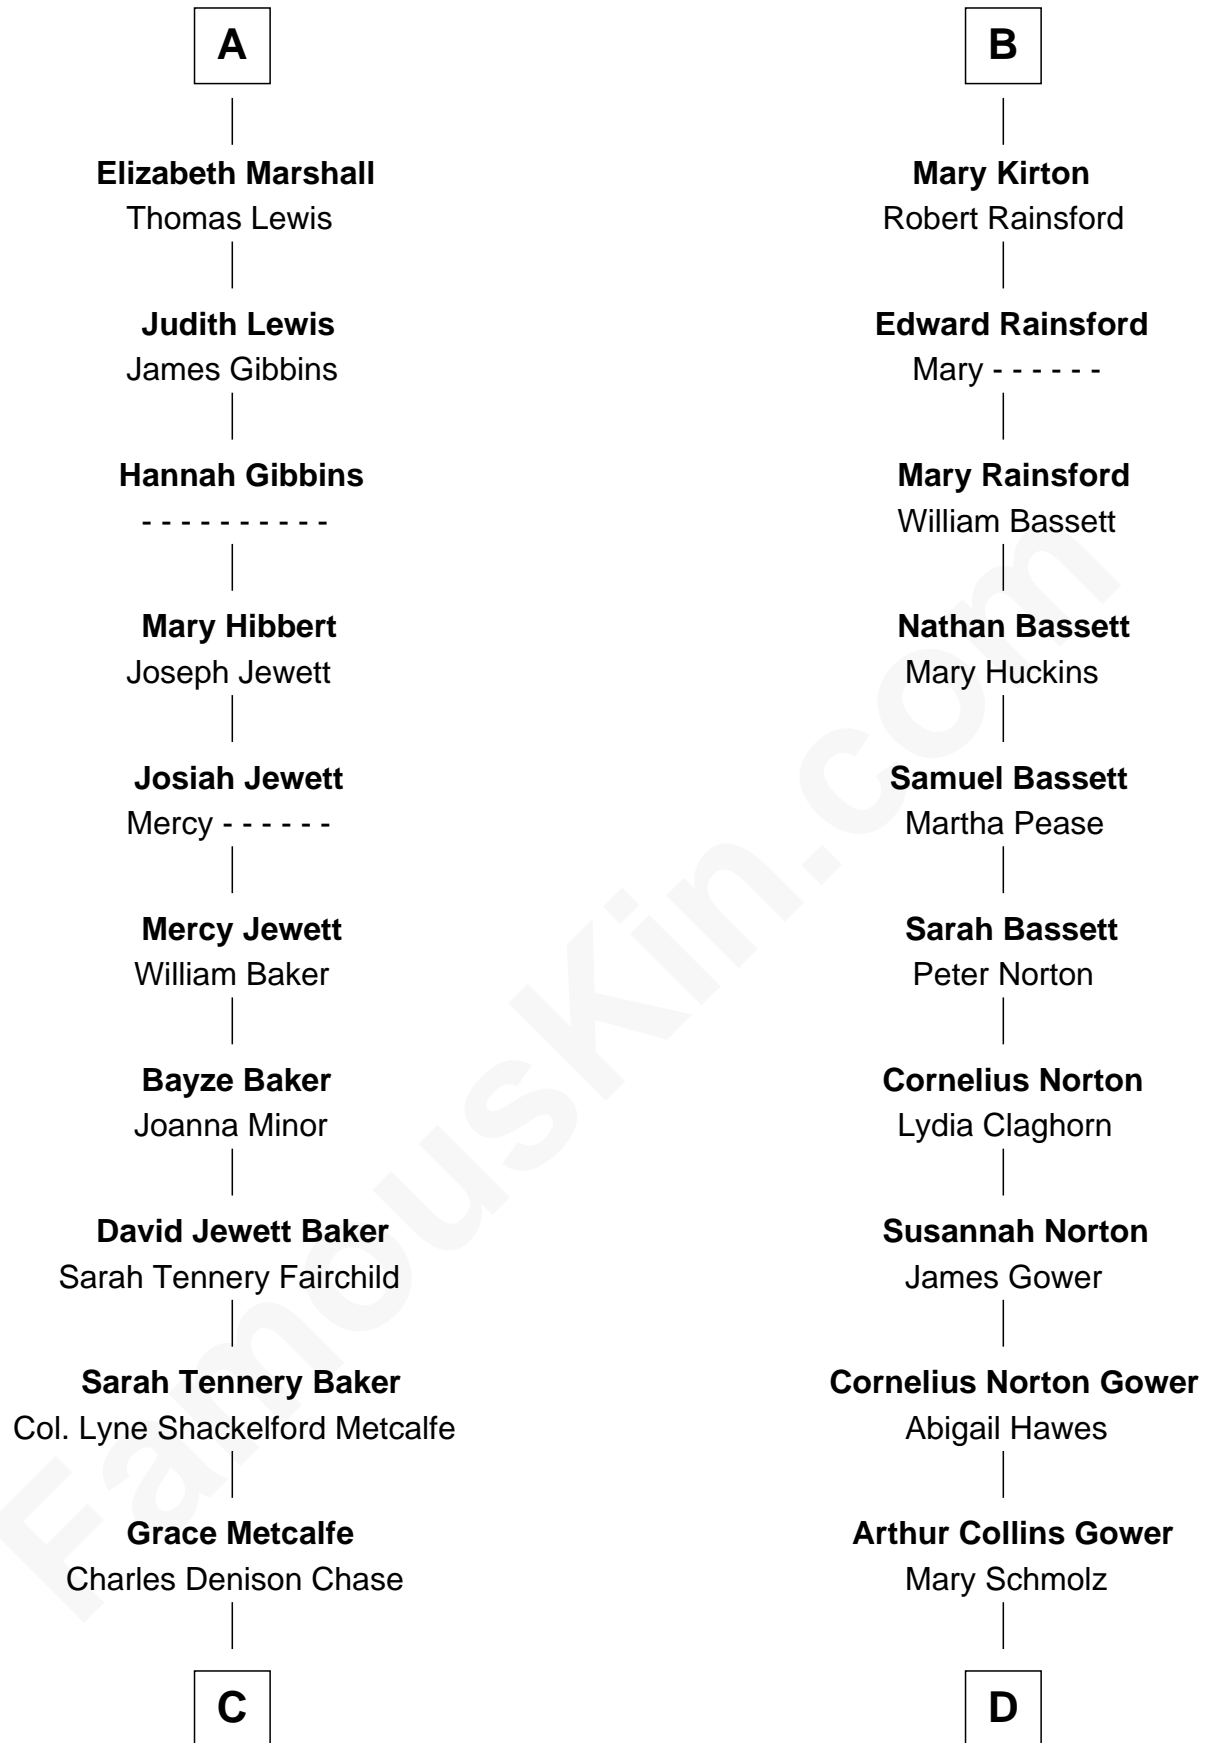 A
Elizabeth Marshall
Thomas Lewis
Judith Lewis
James Gibbins
Hannah Gibbins
- - - - - - - - - -
Mary Hibbert
Joseph Jewett
Josiah Jewett
Mercy - - - - - -
Mercy Jewett
William Baker
Bayze Baker
Joanna Minor
David Jewett Baker
Sarah Tennery Fairchild
Sarah Tennery Baker
Col. Lyne Shackelford Metcalfe
Grace Metcalfe
Charles Denison Chase
C
B
Mary Kirton
Robert Rainsford
Edward Rainsford
Mary - - - - - -
Mary Rainsford
William Bassett
Nathan Bassett
Mary Huckins
Samuel Bassett
Martha Pease
Sarah Bassett
Peter Norton
Cornelius Norton
Lydia Claghorn
Susannah Norton
James Gower
Cornelius Norton Gower
Abigail Hawes
Arthur Collins Gower
Mary Schmolz
D
FamousKin.com